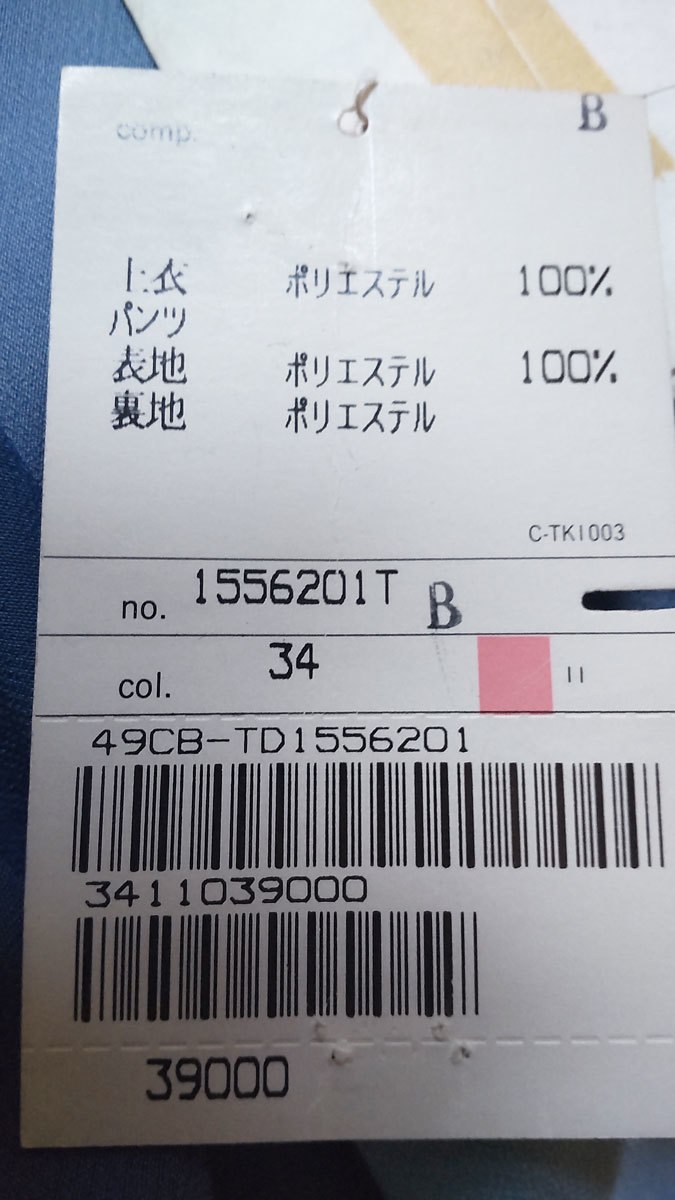 comp. B
上衣 ポリエステル 100%
パンツ
表地 ポリエステル 100%
裏地 ポリエステル
C-TK1003
no. 1556201T B
col. 34 11
49CB-TD1556201
3411039000
39000